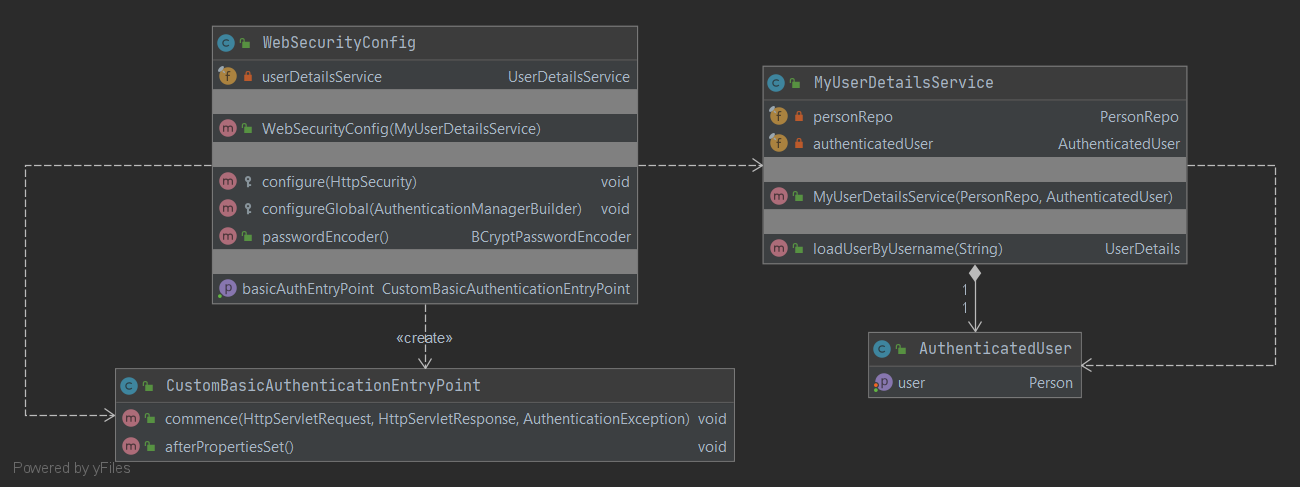 WebSecurityConfig
userDetailsService UserDetailsService
WebSecurityConfig(MyUserDetailsService)
configure(HttpSecurity) void
configureGlobal(AuthenticationManagerBuilder) void
passwordEncoder() BCryptPasswordEncoder
basicAuthEntryPoint CustomBasicAuthenticationEntryPoint
MyUserDetailsService
personRepo PersonRepo
authenticatedUser AuthenticatedUser
MyUserDetailsService(PersonRepo, AuthenticatedUser)
loadUserByUsername(String) UserDetails
1
1
«create»
AuthenticatedUser
user Person
CustomBasicAuthenticationEntryPoint
commence(HttpServletRequest, HttpServletResponse, AuthenticationException) void
afterPropertiesSet() void
Powered by yFiles